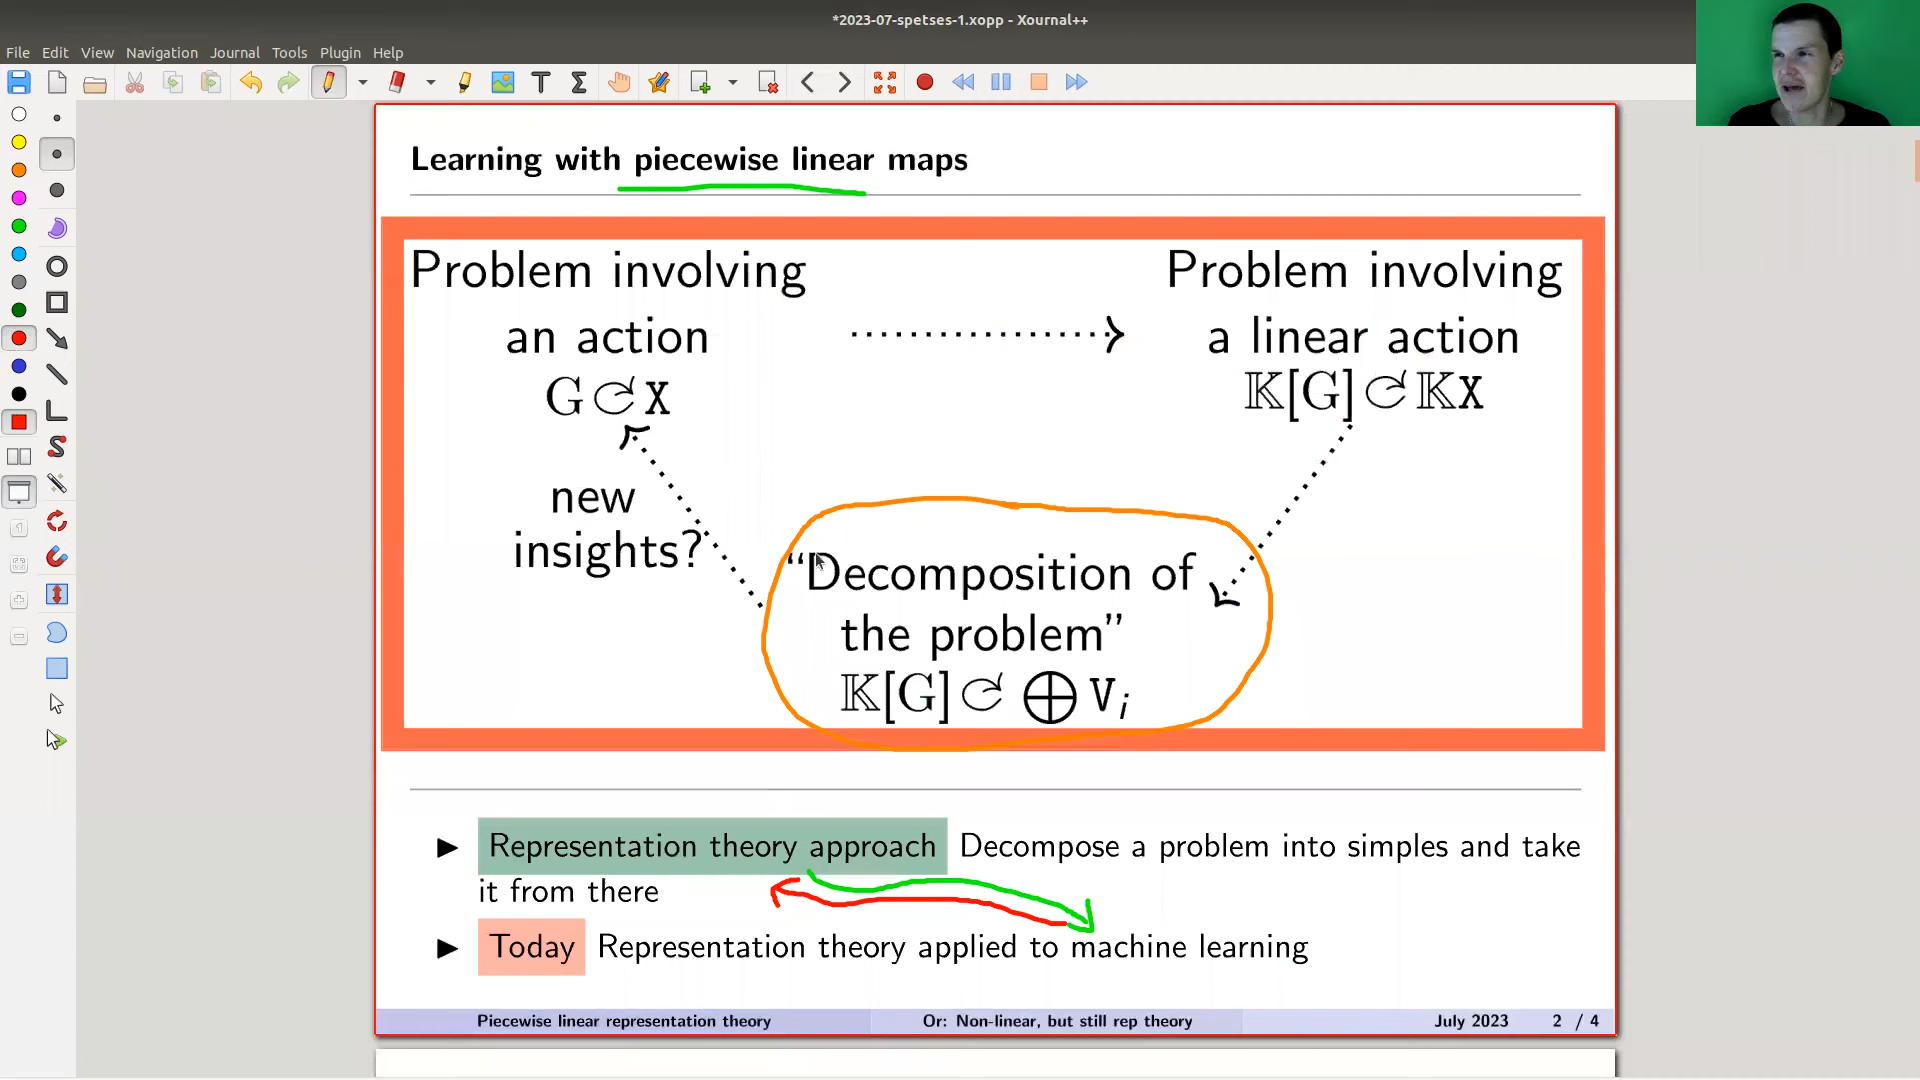 *2023-07-spetses-1.xopp - Xournal++
File Edit View Navigation Journal Tools Plugin Help
Learning with piecewise linear maps
Problem involving
an action
G ⟳ X
Problem involving
a linear action
𝕂[G] ⟳ 𝕂X
new
insights?
“Decomposition of
the problem”
𝕂[G] ⟳ ⊕ V_i
► Representation theory approach Decompose a problem into simples and take
it from there
► Today Representation theory applied to machine learning
Piecewise linear representation theory Or: Non-linear, but still rep theory July 2023 2 / 4